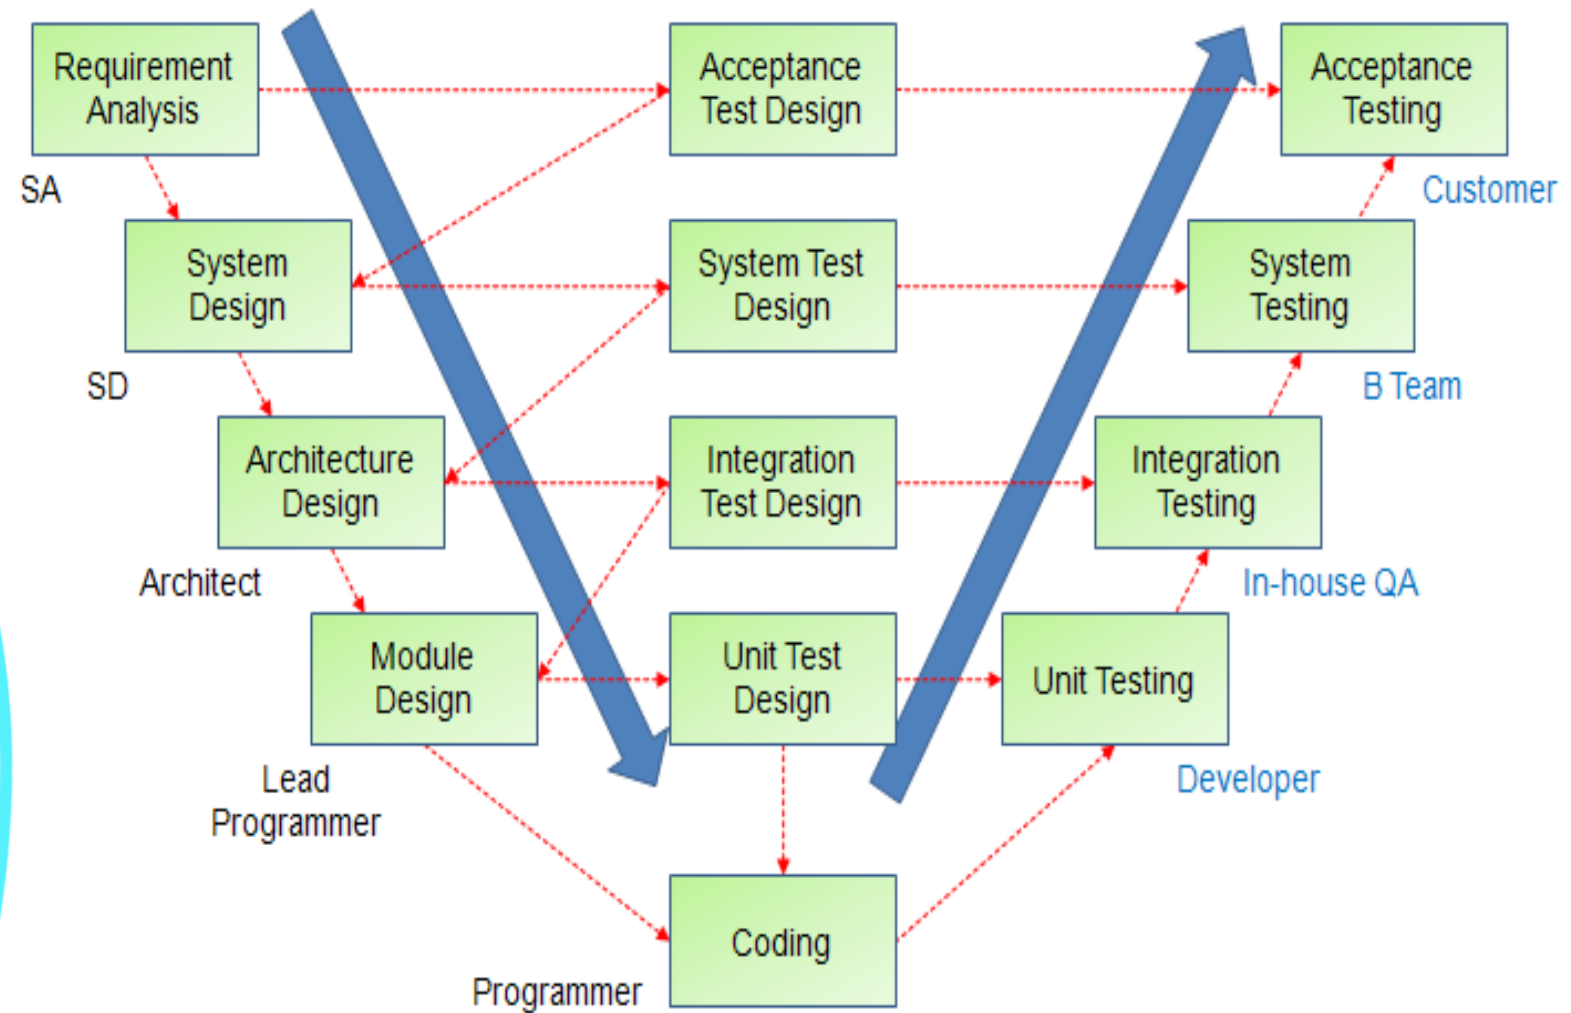 Requirement
Analysis
Acceptance
Test Design
Acceptance
Testing
SA
Customer
System
Design
System Test
Design
System
Testing
SD
B Team
Architecture
Design
Integration
Test Design
Integration
Testing
Architect
In-house QA
Module
Design
Unit Test
Design
Unit Testing
Lead
Programmer
Developer
Coding
Programmer